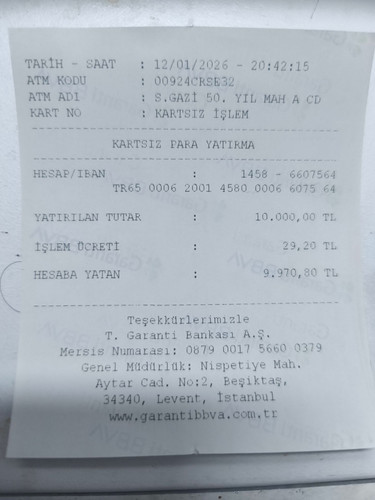 TARİH - SAAT : 12/01/2026 - 20:42:15
ATM KODU : 00924CRSE32
ATM ADI : S.GAZİ 50. YIL MAH A CD
KART NO : KARTSIZ İŞLEM
KARTSIZ PARA YATIRMA
HESAP/IBAN : 1458 - 6607564
TR65 0006 2001 4580 0006 6075 64
YATIRILAN TUTAR : 10.000,00 TL
İŞLEM ÜCRETİ : 29,20 TL
HESABA YATAN : 9.970,80 TL
Teşekkürlerimizle
T. Garanti Bankası A.Ş.
Mersis Numarası: 0879 0017 5660 0379
Genel Müdürlük: Nispetiye Mah.
Aytar Cad. No:2, Beşiktaş,
34340, Levent, İstanbul
www.garantibbva.com.tr